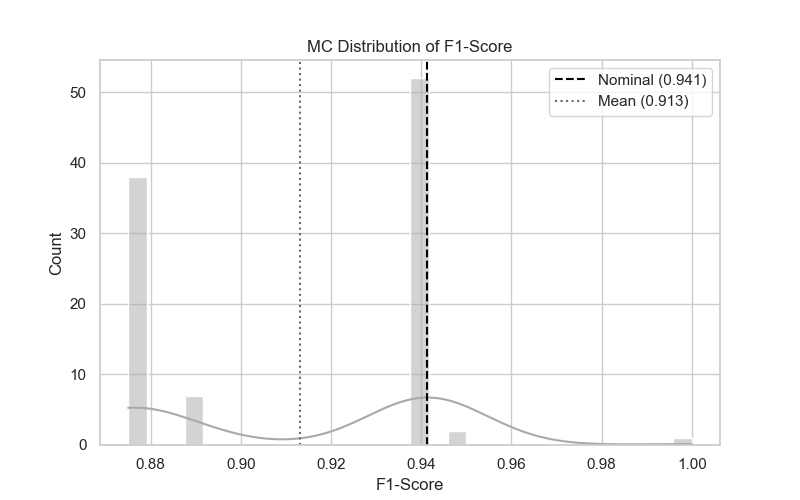 MC Distribution of F1-Score
Nominal (0.941)
Mean (0.913)
50
40
30
20
10
0
Count
0.88 0.90 0.92 0.94 0.96 0.98 1.00
F1-Score